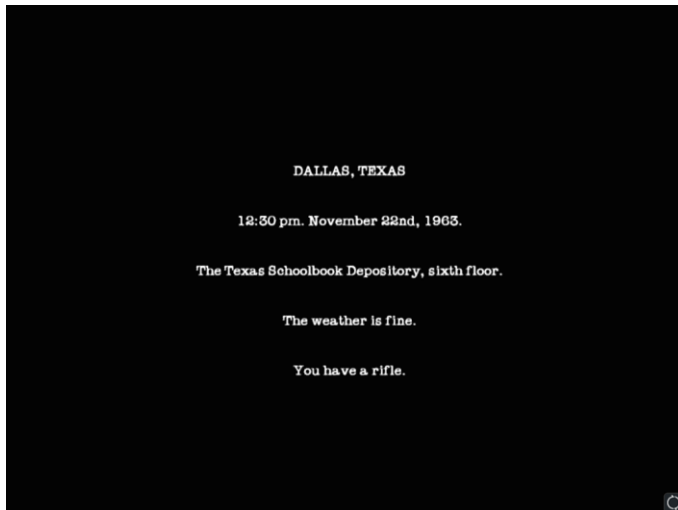 DALLAS, TEXAS
12:30 pm. November 22nd, 1963.
The Texas Schoolbook Depository, sixth floor.
The weather is fine.
You have a rifle.